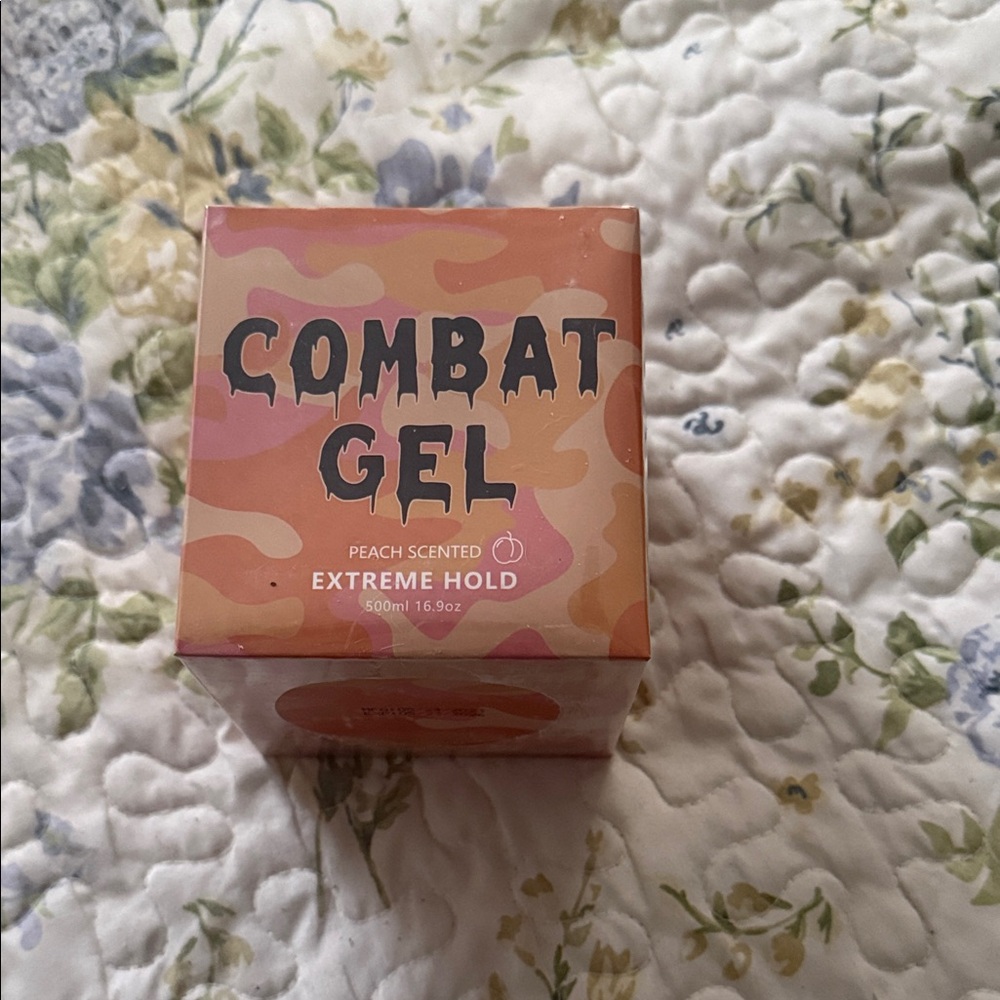 COMBAT
GEL
PEACH SCENTED
EXTREME HOLD
500ml 16.9oz